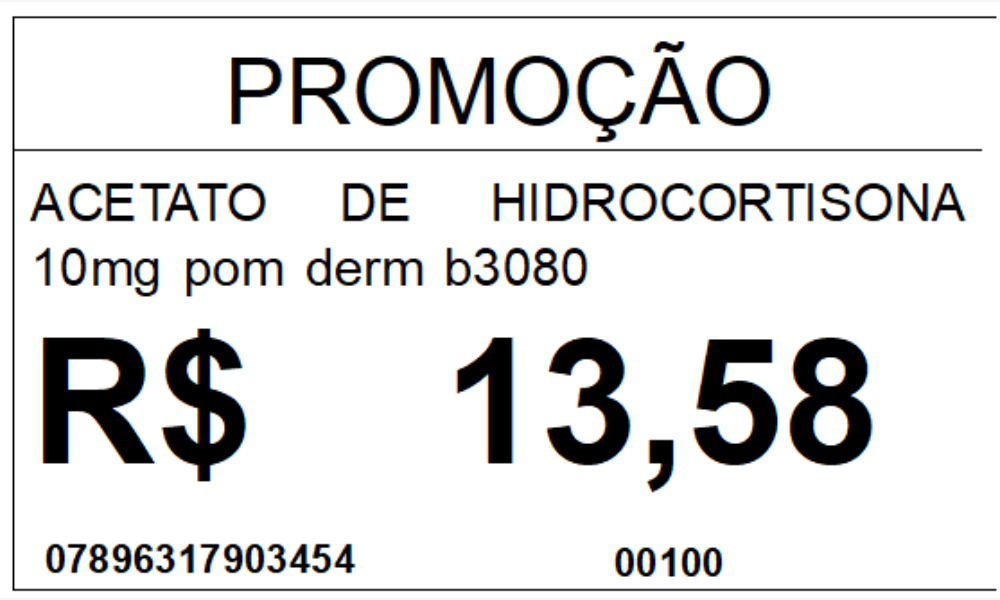 PROMOÇÃO
ACETATO DE HIDROCORTISONA
10mg pom derm b3080
R$ 13,58
07896317903454 00100